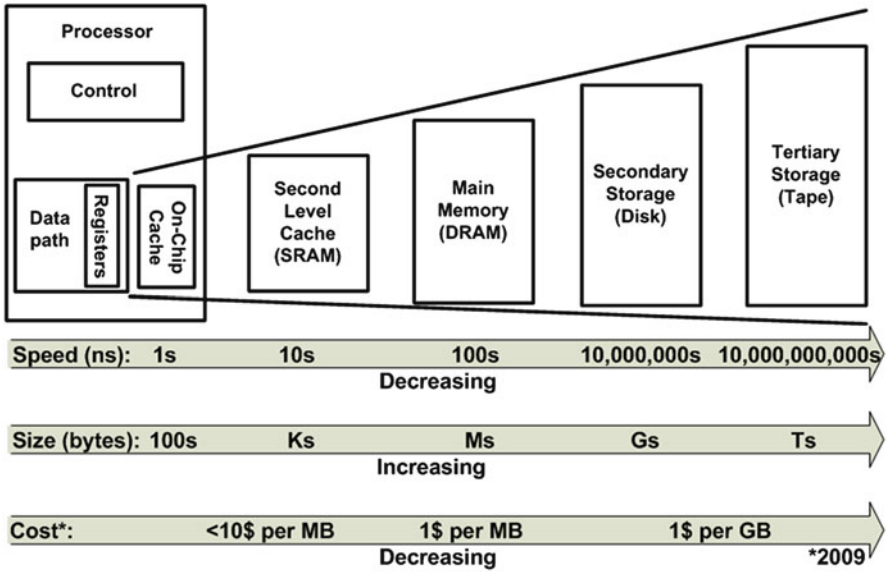 Processor
Control
Data
path
Registers
On-Chip
Cache
Second
Level
Cache
(SRAM)
Main
Memory
(DRAM)
Secondary
Storage
(Disk)
Tertiary
Storage
(Tape)
Speed (ns): 1s 10s 100s 10,000,000s 10,000,000,000s
Decreasing
Size (bytes): 100s Ks Ms Gs Ts
Increasing
Cost*: <10$ per MB 1$ per MB 1$ per GB
Decreasing *2009